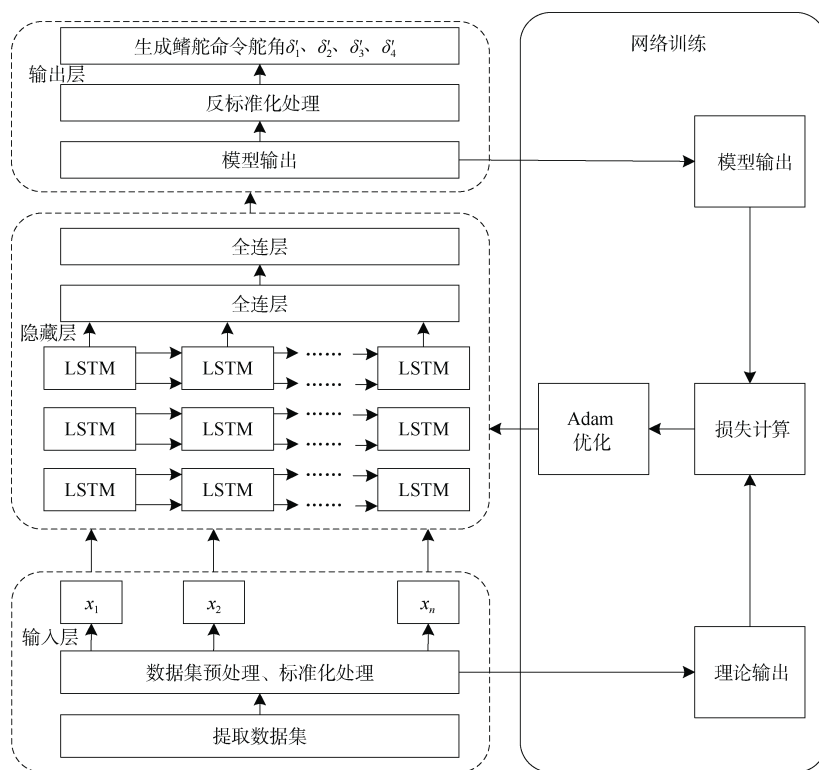 生成鳍舵命令舵角δ′₁、δ′₂、δ′₃、δ′₄
输出层
反标准化处理
模型输出
全连层
全连层
隐藏层
LSTM LSTM …… LSTM
……
LSTM LSTM …… LSTM
……
LSTM LSTM …… LSTM
……
x₁ x₂ xₙ
输入层
数据集预处理、标准化处理
提取数据集
网络训练
模型输出
Adam
优化
损失计算
理论输出